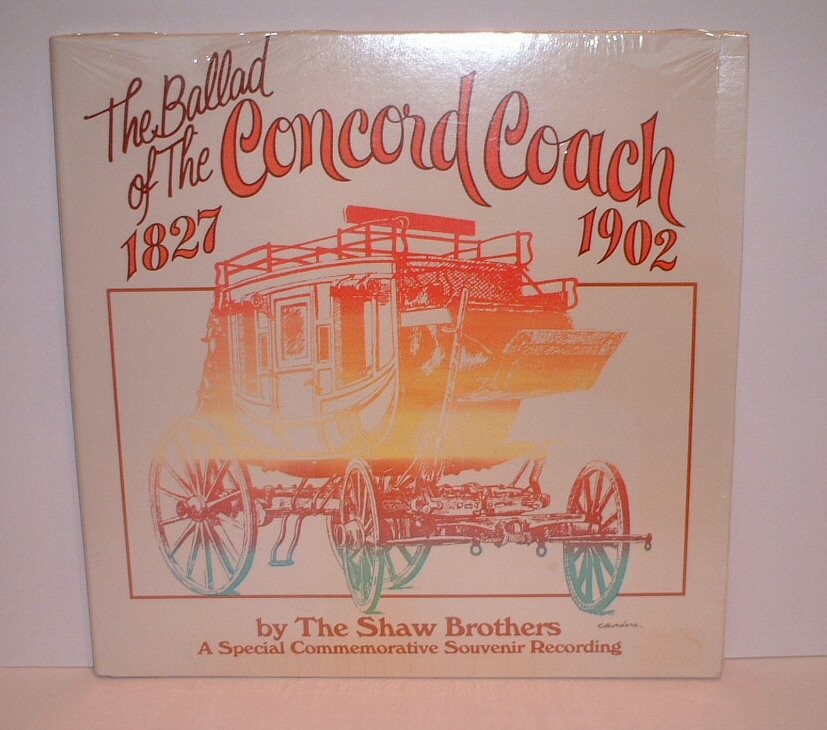 The Ballad
of The Concord Coach
1827 1902
by The Shaw Brothers
A Special Commemorative Souvenir Recording